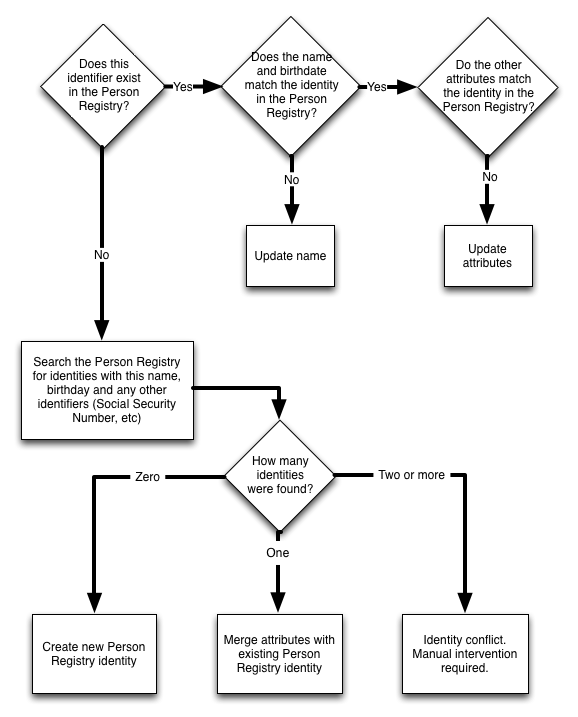 Does this
identifier exist
in the Person
Registry?
Yes
Does the name
and birthdate
match the identity
in the Person
Registry?
Yes
Do the other
attributes match
the identity in the
Person Registry?
No
No
Update name
Update
attributes
No
Search the Person Registry
for identities with this name,
birthday and any other
identifiers (Social Security
Number, etc)
How many
identities
were found?
Zero
Two or more
One
Create new Person
Registry identity
Merge attributes with
existing Person
Registry identity
Identity conflict.
Manual intervention
required.